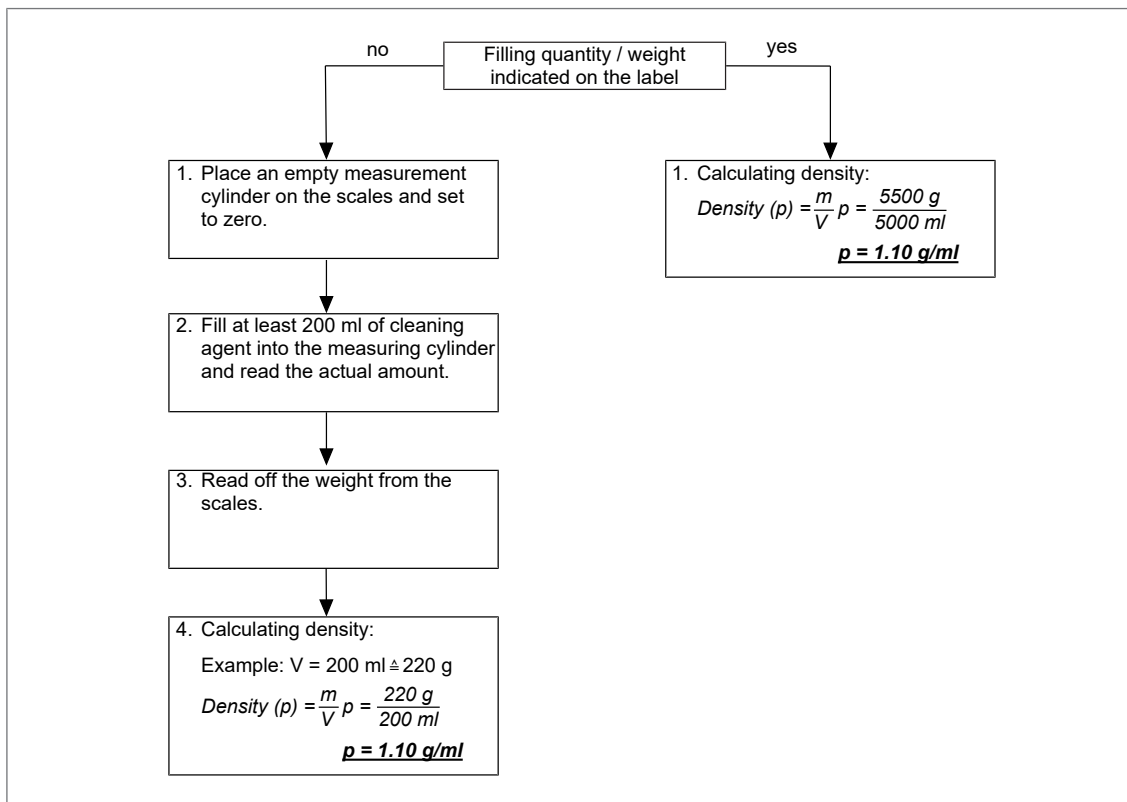 no
Filling quantity / weight
indicated on the label
yes
1. Place an empty measurement
cylinder on the scales and set
to zero.
2. Fill at least 200 ml of cleaning
agent into the measuring cylinder
and read the actual amount.
3. Read off the weight from the
scales.
4. Calculating density:
Example: V = 200 ml ≙ 220 g
Density (p) = m/V p = 220 g / 200 ml
p = 1.10 g/ml
1. Calculating density:
Density (p) = m/V p = 5500 g / 5000 ml
p = 1.10 g/ml